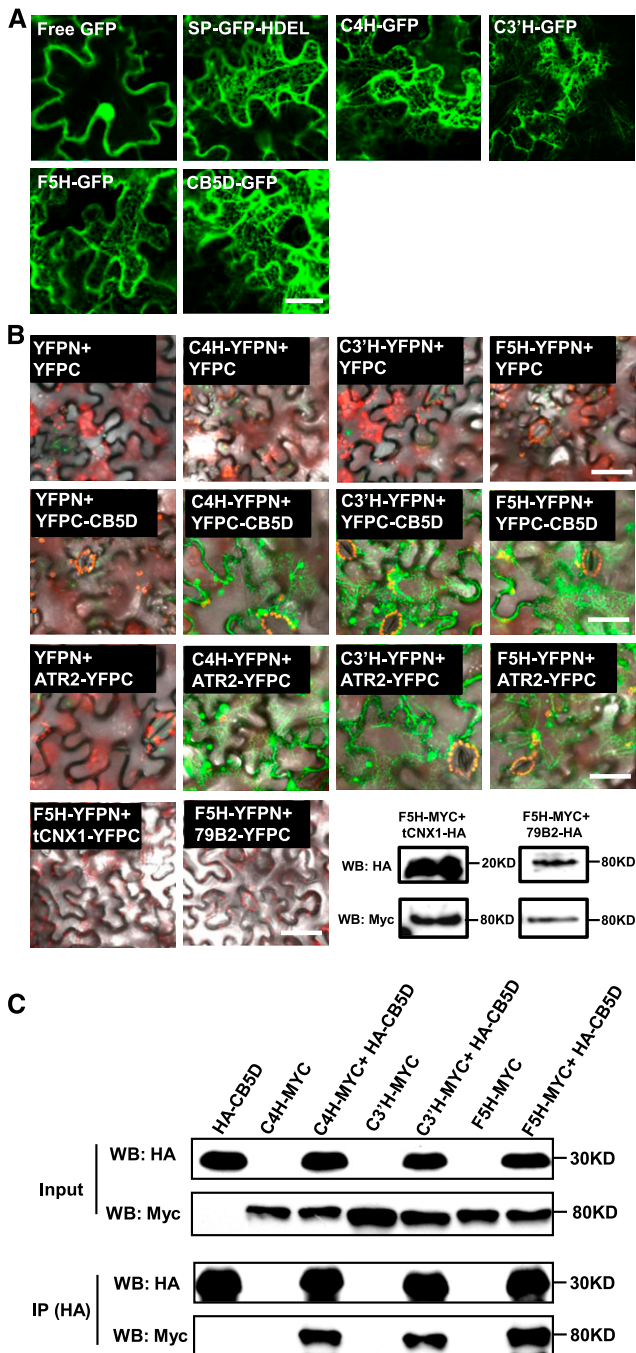 A
Free GFP
SP-GFP-HDEL
C4H-GFP
C3'H-GFP
F5H-GFP
CB5D-GFP
B
YFPN+
YFPC
C4H-YFPN+
YFPC
C3'H-YFPN+
YFPC
F5H-YFPN+
YFPC
YFPN+
YFPC-CB5D
C4H-YFPN+
YFPC-CB5D
C3'H-YFPN+
YFPC-CB5D
F5H-YFPN+
YFPC-CB5D
YFPN+
ATR2-YFPC
C4H-YFPN+
ATR2-YFPC
C3'H-YFPN+
ATR2-YFPC
F5H-YFPN+
ATR2-YFPC
F5H-YFPN+
tCNX1-YFPC
F5H-YFPN+
79B2-YFPC
F5H-MYC+
tCNX1-HA
F5H-MYC+
79B2-HA
WB: HA
20KD
80KD
WB: Myc
80KD
80KD
C
HA-CB5D
C4H-MYC
C4H-MYC+ HA-CB5D
C3'H-MYC
C3'H-MYC+ HA-CB5D
F5H-MYC
F5H-MYC+ HA-CB5D
Input
WB: HA
30KD
WB: Myc
80KD
IP (HA)
WB: HA
30KD
WB: Myc
80KD